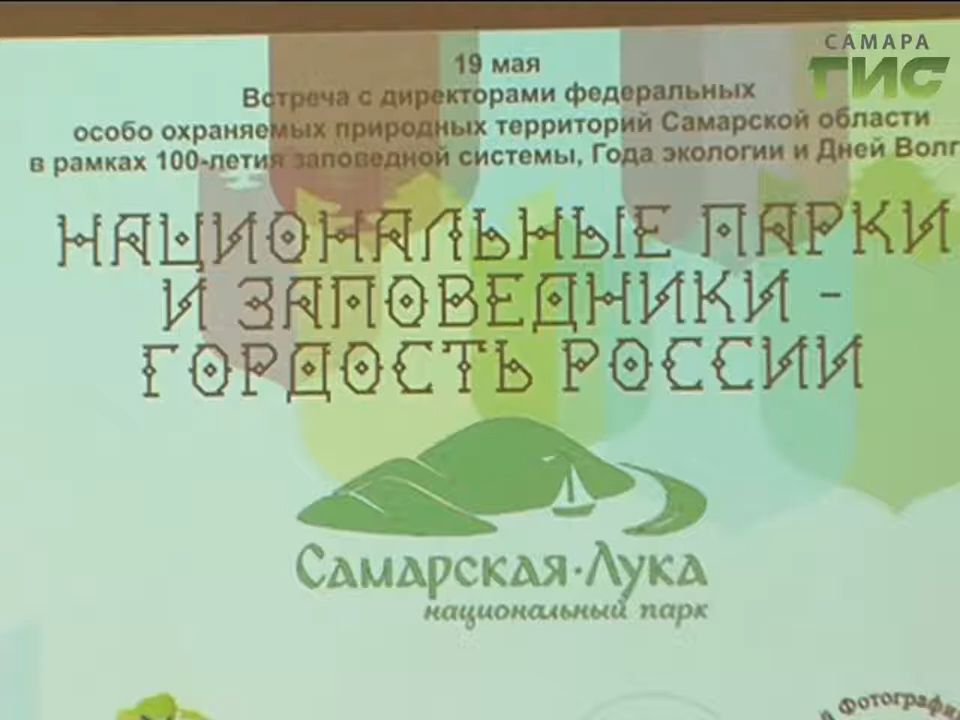 САМАРА
ГИС
19 мая
Встреча с директорами федеральных
особо охраняемых природных территорий Самарской области
в рамках 100-летия заповедной системы, Года экологии и Дней Волг
НАЦИОНАЛЬНЫЕ ПАРКИ
И ЗАПОВЕДНИКИ -
ГОРДОСТЬ РОССИИ
Самарская·Лука
национальный парк
й Фотографи